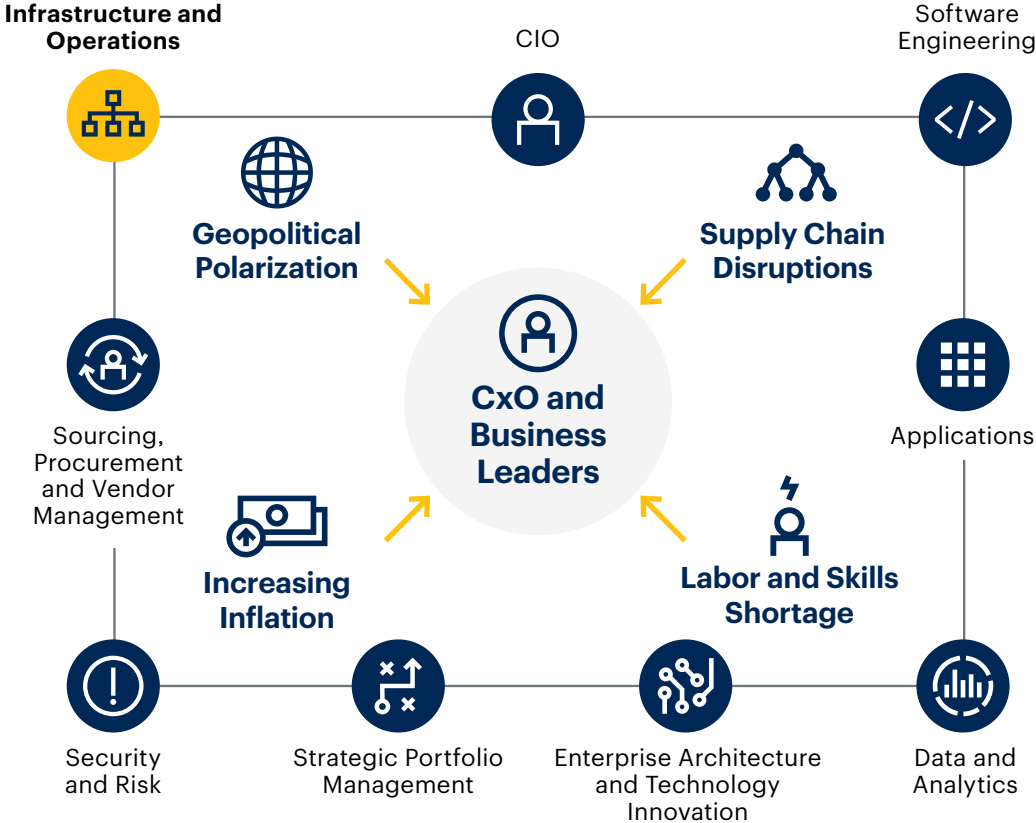 Infrastructure and
Operations
CIO
Software
Engineering
Geopolitical
Polarization
Supply Chain
Disruptions
CxO and
Business
Leaders
Sourcing,
Procurement
and Vendor
Management
Applications
Increasing
Inflation
Labor and Skills
Shortage
Security
and Risk
Strategic Portfolio
Management
Enterprise Architecture
and Technology
Innovation
Data and
Analytics